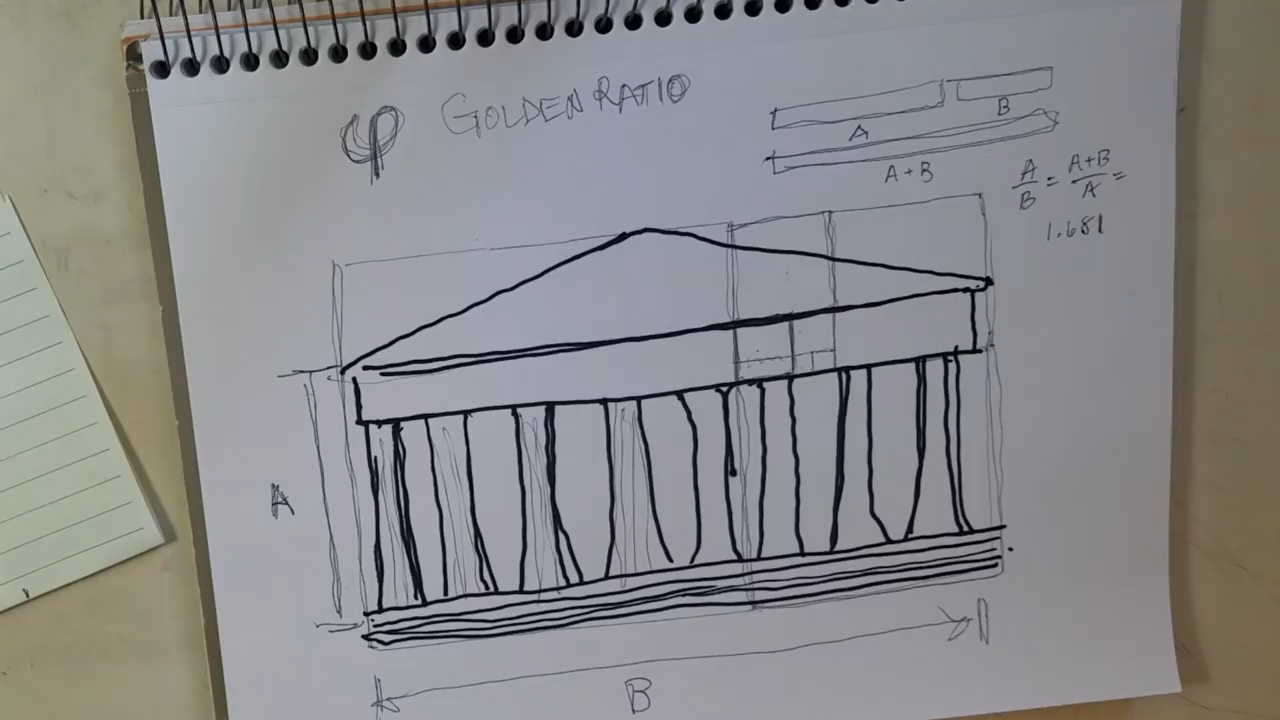 φ GOLDEN RATIO
A
B
A + B
A/B = A+B/A =
1.681
A
B